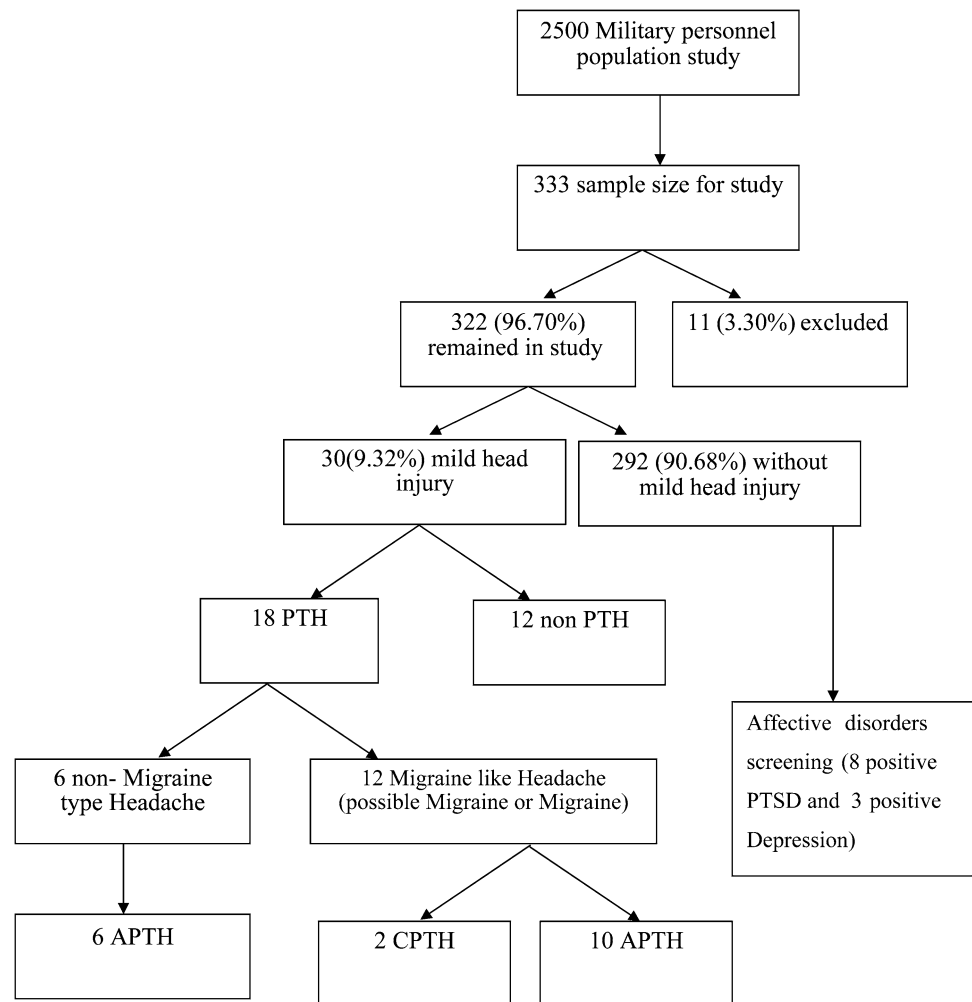 2500 Military personnel
population study
333 sample size for study
322 (96.70%)
remained in study
11 (3.30%) excluded
30(9.32%) mild head
injury
292 (90.68%) without
mild head injury
18 PTH
12 non PTH
Affective disorders
screening (8 positive
PTSD and 3 positive
Depression)
6 non- Migraine
type Headache
12 Migraine like Headache
(possible Migraine or Migraine)
6 APTH
2 CPTH
10 APTH